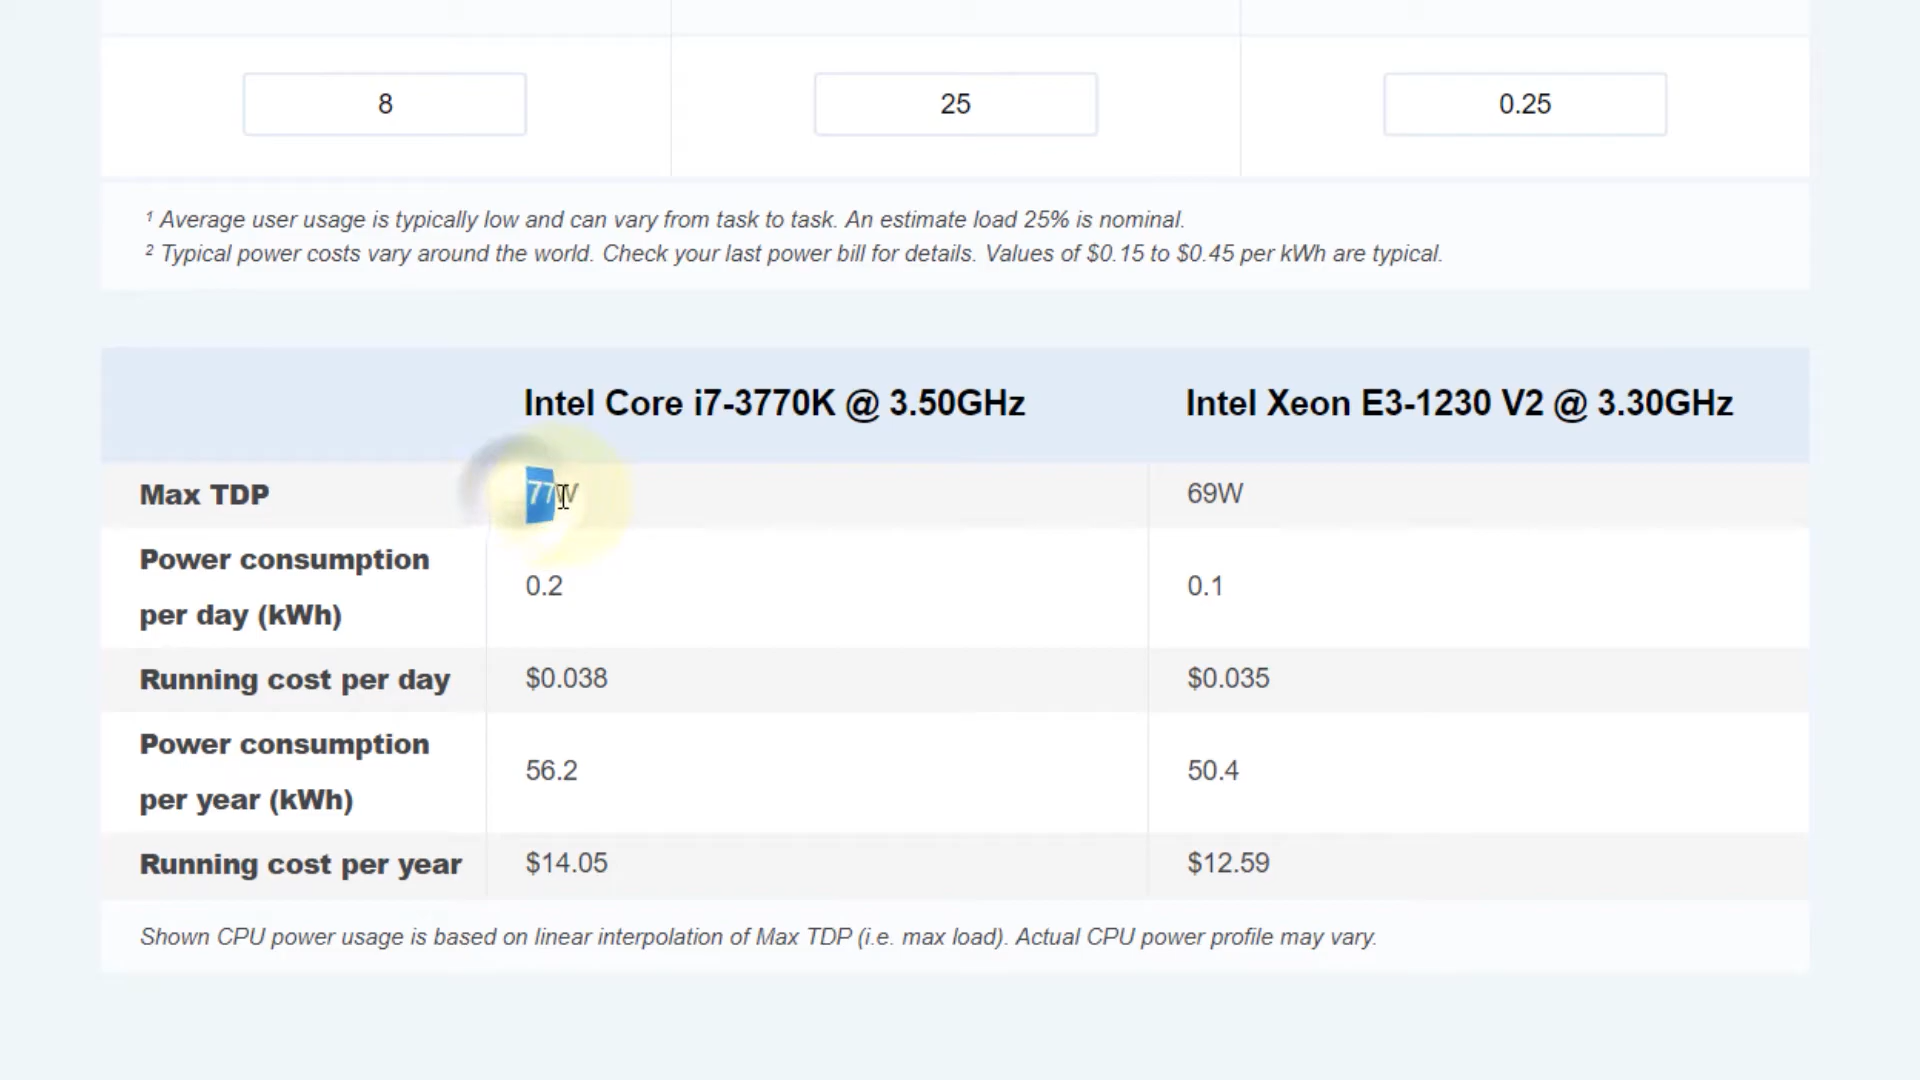 8 25 0.25
¹ Average user usage is typically low and can vary from task to task. An estimate load 25% is nominal.
² Typical power costs vary around the world. Check your last power bill for details. Values of $0.15 to $0.45 per kWh are typical.
Intel Core i7-3770K @ 3.50GHz Intel Xeon E3-1230 V2 @ 3.30GHz
Max TDP 77W 69W
Power consumption
per day (kWh) 0.2 0.1
Running cost per day $0.038 $0.035
Power consumption
per year (kWh) 56.2 50.4
Running cost per year $14.05 $12.59
Shown CPU power usage is based on linear interpolation of Max TDP (i.e. max load). Actual CPU power profile may vary.